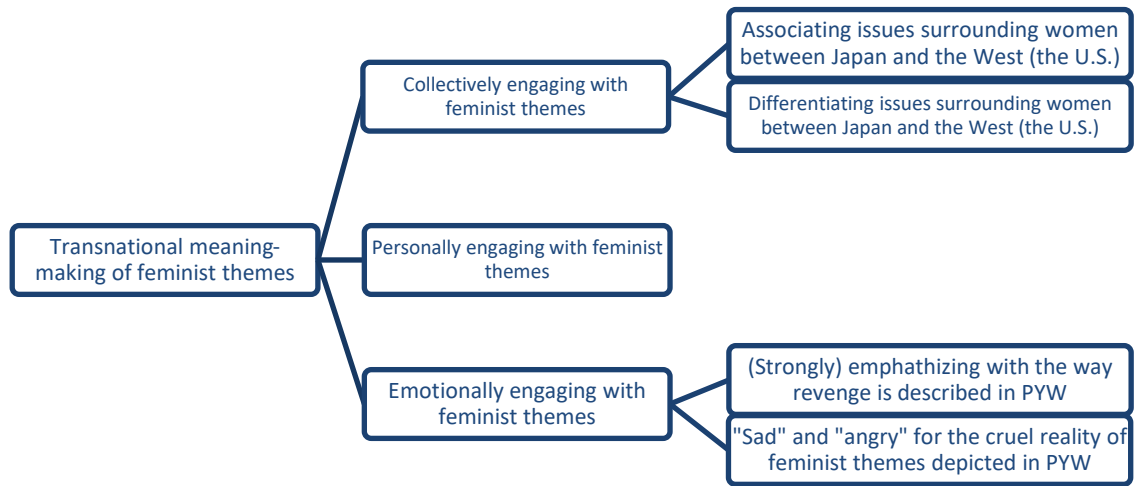 Transnational meaning-
making of feminist themes
Collectively engaging with
feminist themes
Associating issues surrounding women
between Japan and the West (the U.S.)
Differentiating issues surrounding women
between Japan and the West (the U.S.)
Personally engaging with feminist
themes
Emotionally engaging with
feminist themes
(Strongly) emphathizing with the way
revenge is described in PYW
"Sad" and "angry" for the cruel reality of
feminist themes depicted in PYW